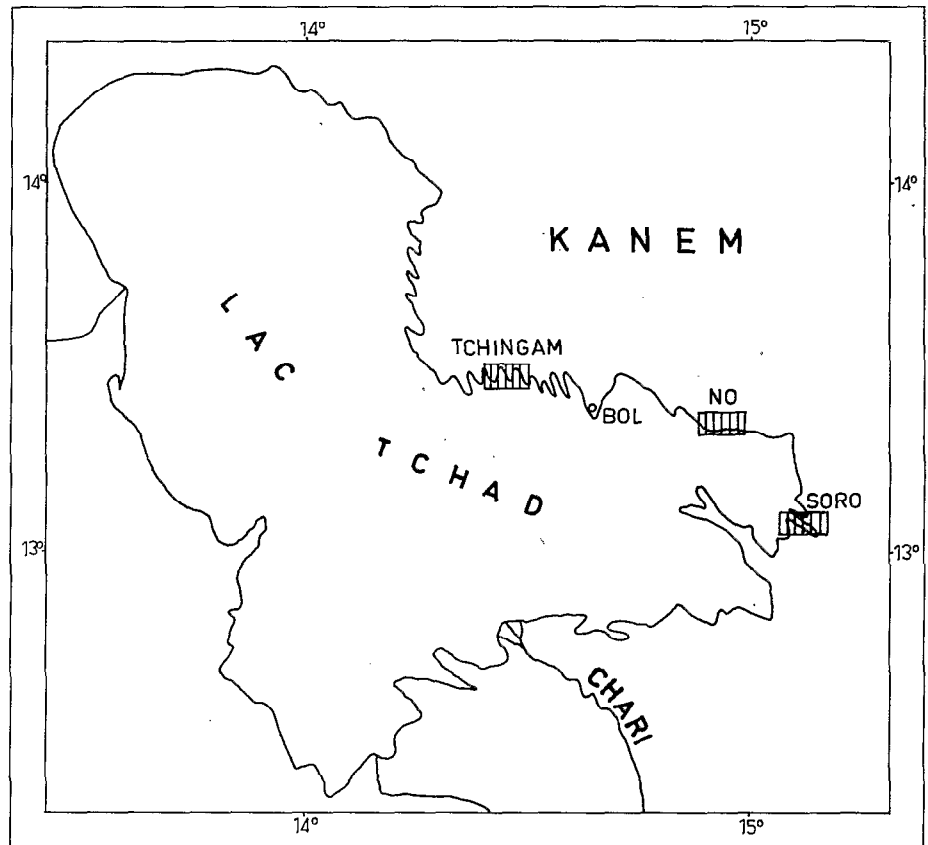 14° 15°
14° 14°
KANEM
LAC
TCHINGAM
NO
BOL
TCHAD
SORO
13° 13°
CHARI
14° 15°